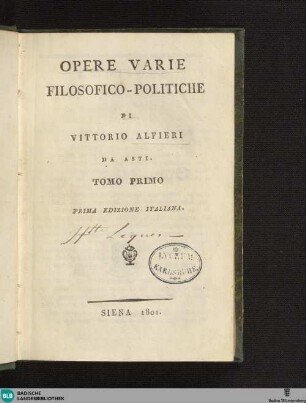 OPERE VARIE
FILOSOFICO-POLITICHE
DI
VITTORIO ALFIERI
DA ASTI.
TOMO PRIMO
PRIMA EDIZIONE ITALIANA.
LYCEUM
KARLSRUHE
SIENA 1801.
BLB
BADISCHE
LANDESBIBLIOTHEK
Baden-Württemberg